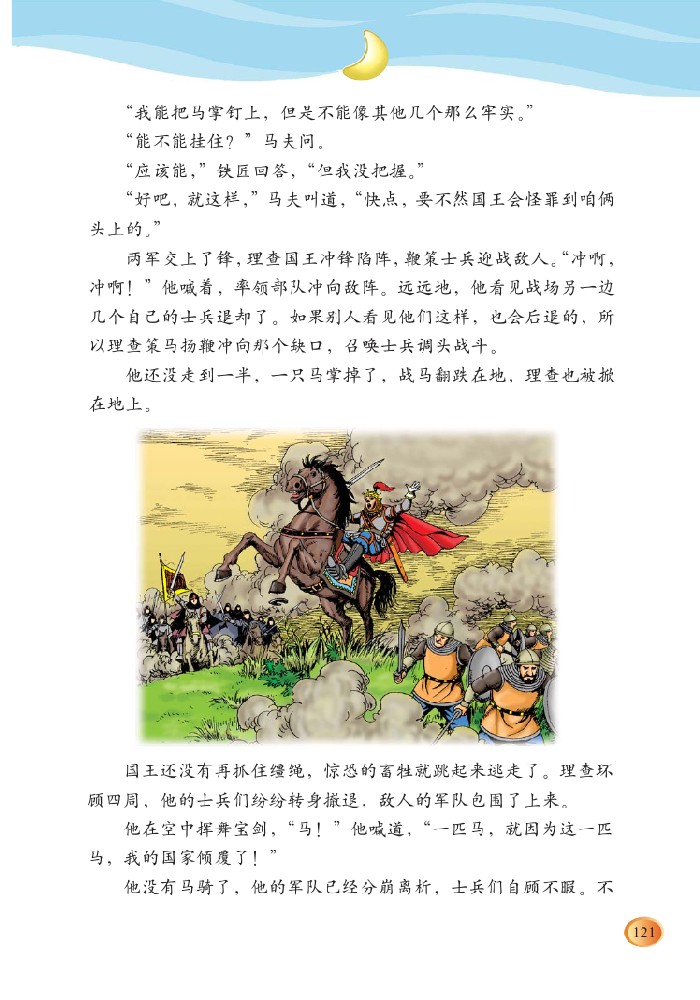 “我能把马掌钉上，但是不能像其他几个那么牢实。”
“能不能挂住？”马夫问。
“应该能，”铁匠回答，“但我没把握。”
“好吧，就这样，”马夫叫道，“快点，要不然国王会怪罪到咱俩
头上的。”
两军交上了锋，理查国王冲锋陷阵，鞭策士兵迎战敌人。“冲啊，
冲啊！”他喊着，率领部队冲向敌阵。远远地，他看见战场另一边
几个自己的士兵退却了。如果别人看见他们这样，也会后退的，所
以理查策马扬鞭冲向那个缺口，召唤士兵调头战斗。
他还没走到一半，一只马掌掉了，战马翻跌在地，理查也被掀
在地上。
国王还没有再抓住缰绳，惊恐的畜牲就跳起来逃走了。理查环
顾四周，他的士兵们纷纷转身撤退，敌人的军队包围了上来。
他在空中挥舞宝剑，“马！”他喊道，“一匹马，就因为这一匹
马，我的国家倾覆了！”
他没有马骑了，他的军队已经分崩离析，士兵们自顾不暇。不
121